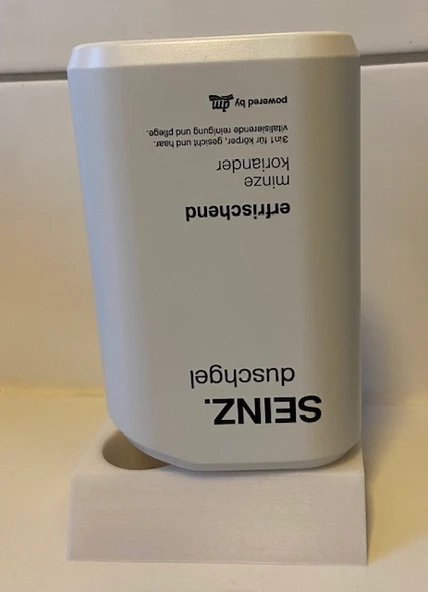 SEINZ.
duschgel
erfrischend
minze
koriander
3in1 für körper, gesicht und haar.
vitalisierende reinigung und pflege.
powered by dm